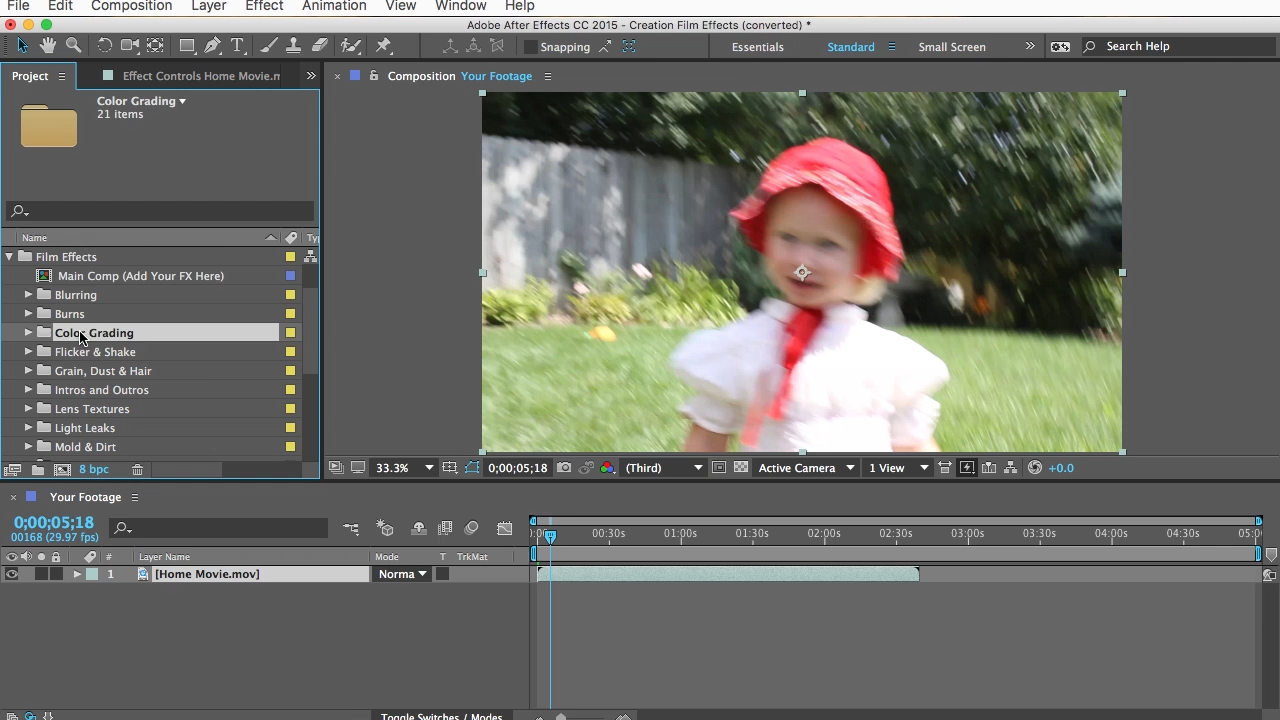 File Edit Composition Layer Effect Animation View Window Help
Adobe After Effects CC 2015 - Creation Film Effects (converted) *
Snapping Essentials Standard Small Screen Search Help
Project Effect Controls Home Movie.m
Composition Your Footage
Color Grading
21 items
Name
Film Effects
Main Comp (Add Your FX Here)
Blurring
Burns
Color Grading
Flicker & Shake
Grain, Dust & Hair
Intros and Outros
Lens Textures
Light Leaks
Mold & Dirt
8 bpc
33.3% 0;00;05;18 (Third) Active Camera 1 View +0.0
Your Footage
0;00;05;18
00168 (29.97 fps)
00:30s 01:00s 01:30s 02:00s 02:30s 03:00s 03:30s 04:00s 04:30s 05:0
# Layer Name Mode T TrkMat
1 [Home Movie.mov] Norma
Toggle Switches / Modes